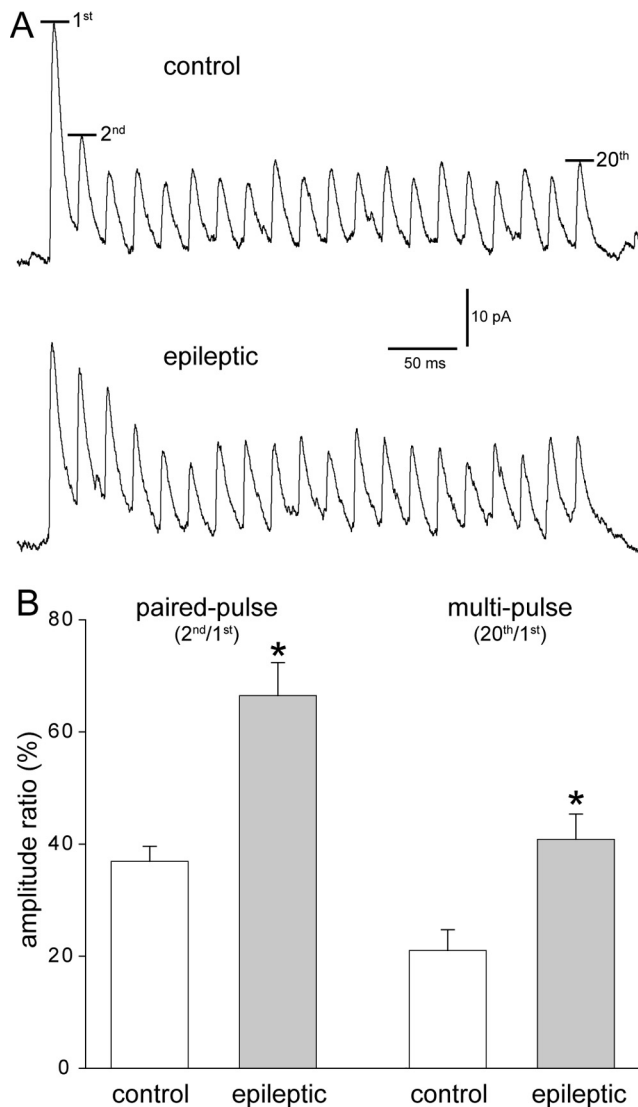 A
1st
control
2nd
20th
10 pA
50 ms
epileptic
B
paired-pulse
(2nd/1st)
multi-pulse
(20th/1st)
amplitude ratio (%)
80
60
40
20
0
*
*
control
epileptic
control
epileptic